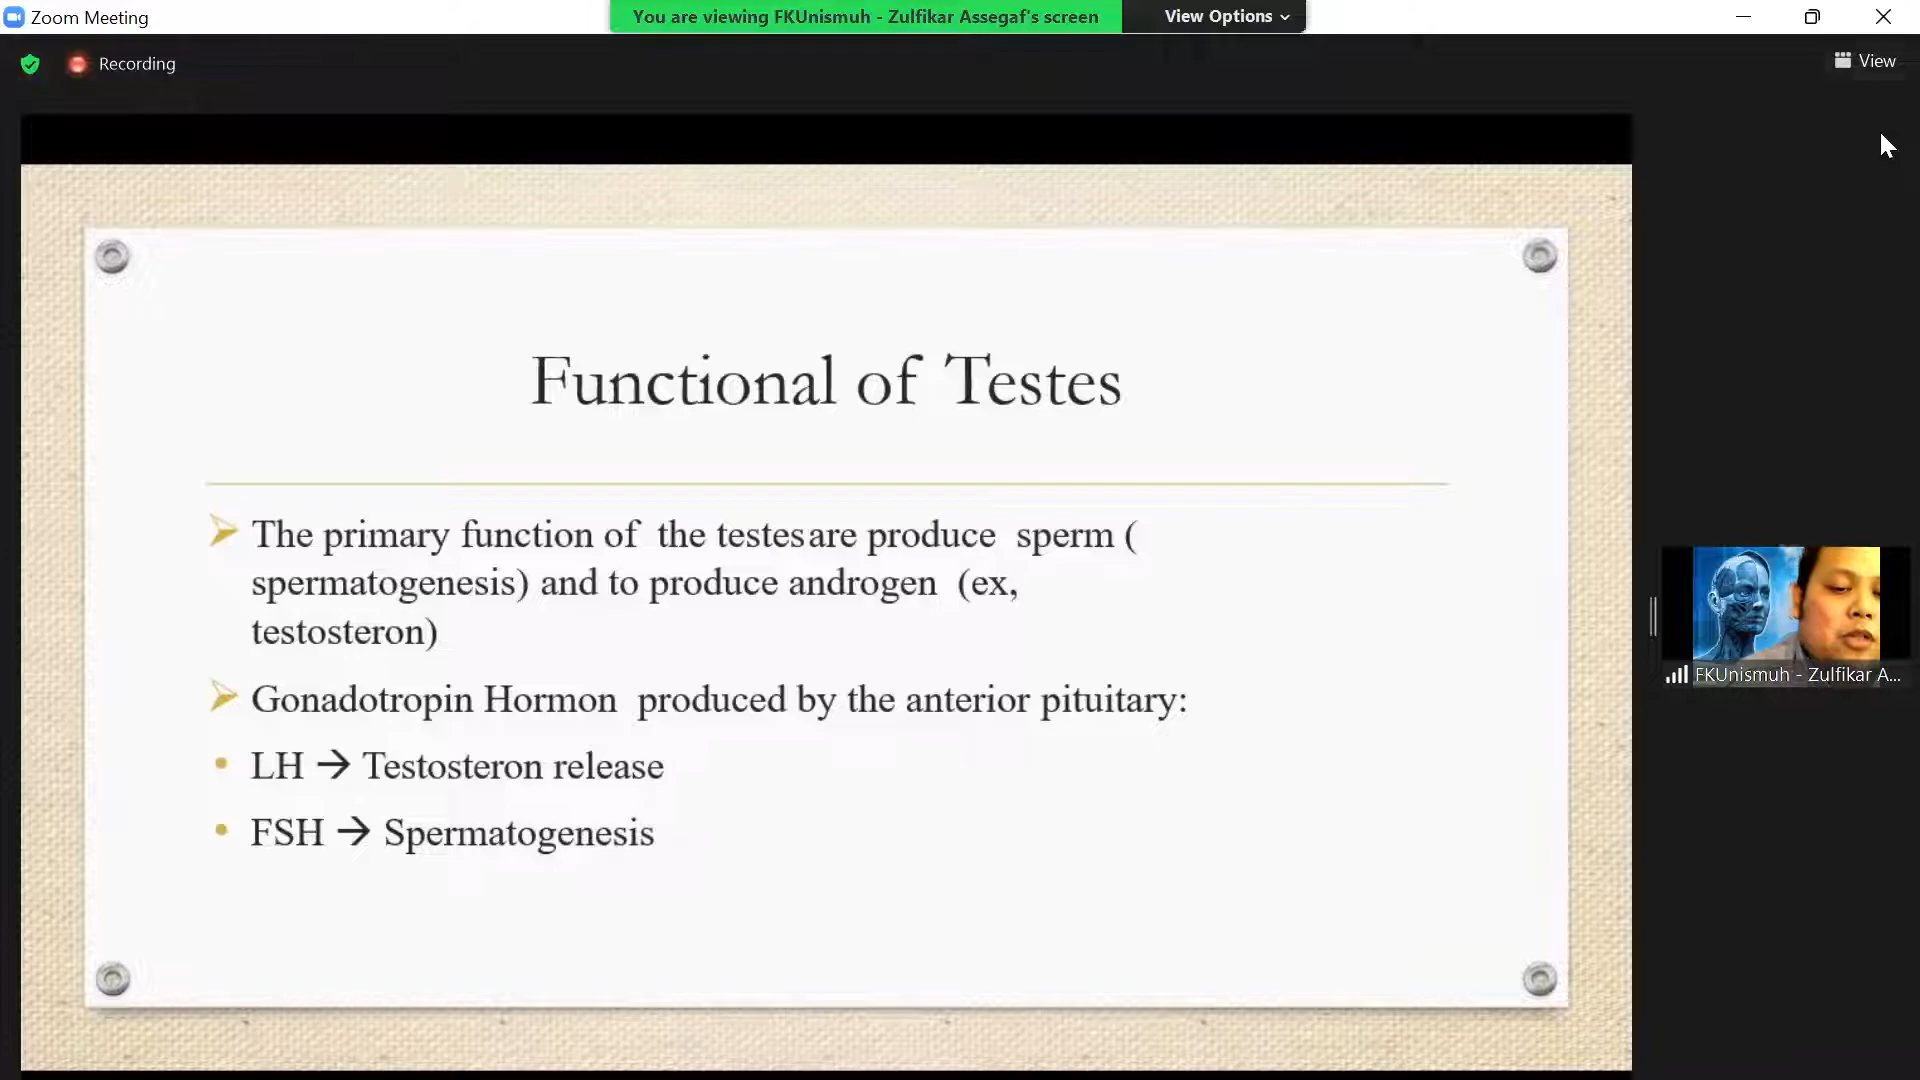 Zoom Meeting
You are viewing FKUnismuh - Zulfikar Assegaf's screen
View Options
Recording
View
Functional of Testes
The primary function of the testes are produce sperm (
spermatogenesis) and to produce androgen (ex,
testosteron)
Gonadotropin Hormon produced by the anterior pituitary:
LH → Testosteron release
FSH → Spermatogenesis
FKUnismuh - Zulfikar A...